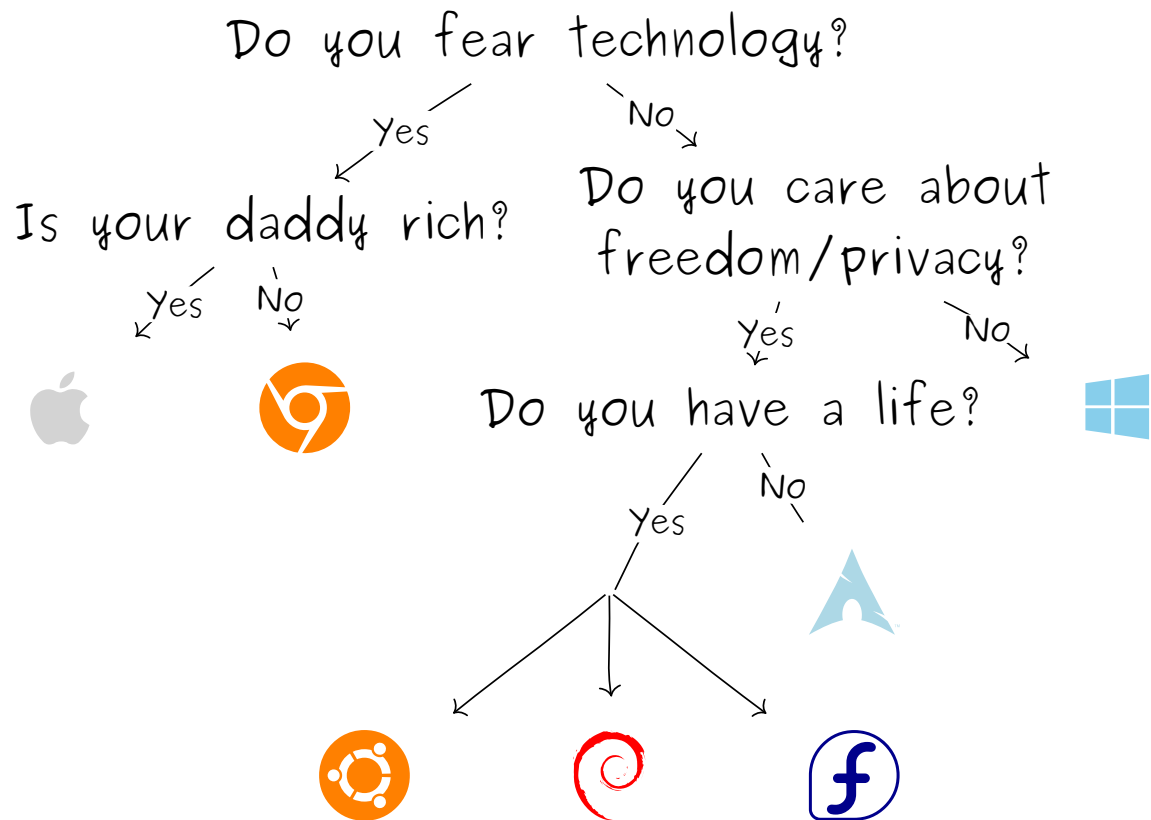 Do you fear technology?
Yes
No
Is your daddy rich?
Do you care about
freedom/privacy?
Yes
No
Yes
No
Do you have a life?
Yes
No